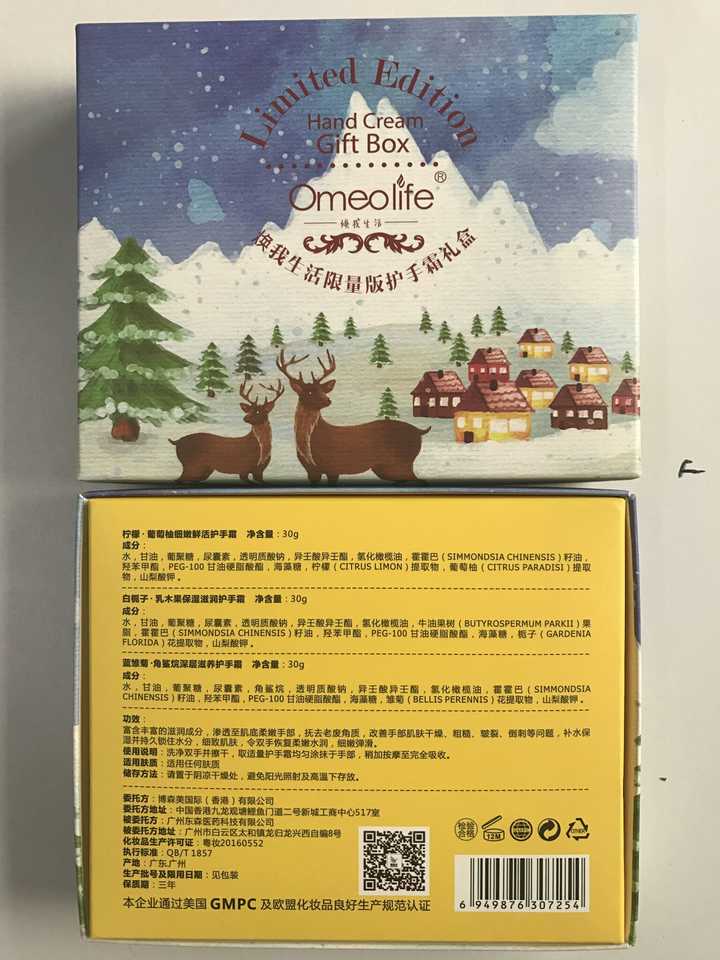 Limited Edition
Hand Cream
Gift Box
Omeolife®
焕我生活
焕我生活限量版护手霜礼盒
柠檬·葡萄柚细嫩鲜活护手霜 净含量：30g
成分：
水，甘油，葡聚糖，尿囊素，透明质酸钠，异壬酸异壬酯，氢化橄榄油，霍霍巴（SIMMONDSIA CHINENSIS）籽油，
羟苯甲酯，PEG-100 甘油硬脂酸酯，海藻糖，柠檬（CITRUS LIMON）提取物，葡萄柚（CITRUS PARADISI）提取
物，山梨酸钾。
白栀子·乳木果保湿滋润护手霜 净含量：30g
成分：
水，甘油，葡聚糖，尿囊素，透明质酸钠，异壬酸异壬酯，氢化橄榄油，牛油果树（BUTYROSPERMUM PARKII）果
脂，霍霍巴（SIMMONDSIA CHINENSIS）籽油，羟苯甲酯，PEG-100 甘油硬脂酸酯，海藻糖，栀子（GARDENIA
FLORIDA）花提取物，山梨酸钾。
蓝雏菊·角鲨烷深层滋养护手霜 净含量：30g
成分：
水，甘油，葡聚糖，尿囊素，角鲨烷，透明质酸钠，异壬酸异壬酯，氢化橄榄油，霍霍巴（SIMMONDSIA
CHINENSIS）籽油，羟苯甲酯，PEG-100 甘油硬脂酸酯，海藻糖，雏菊（BELLIS PERENNIS）花提取物，山梨酸钾。
功效：
富含丰富的滋润成分，渗透至肌底柔嫩手部，抚去老废角质，改善手部肌肤干燥、粗糙、皲裂、倒刺等问题，补水保
湿并持久锁住水分，细致肌肤，令双手恢复柔嫩水润，细嫩弹滑。
使用说明：洗净双手并擦干，取适量护手霜均匀涂抹于手部，稍加按摩至完全吸收。
适用肤质：适用任何肤质
储存方法：请置于阴凉干燥处，避免阳光照射及高温下存放。
委托方：博森美国际（香港）有限公司
委托方地址：中国香港九龙观塘鲤鱼门道二号新城工商中心517室
被委托方：广州东森医药科技有限公司
被委托方地址：广州市白云区太和镇龙归龙兴西自编8号
化妆品生产许可证：粤妆20160552
执行标准：QB/T 1857
产地：广东.广州
生产批号及限用日期：见包装
保质期：三年
本企业通过美国 GMPC 及欧盟化妆品良好生产规范认证
检验
合格
12M
OTHER
6 949876 307254